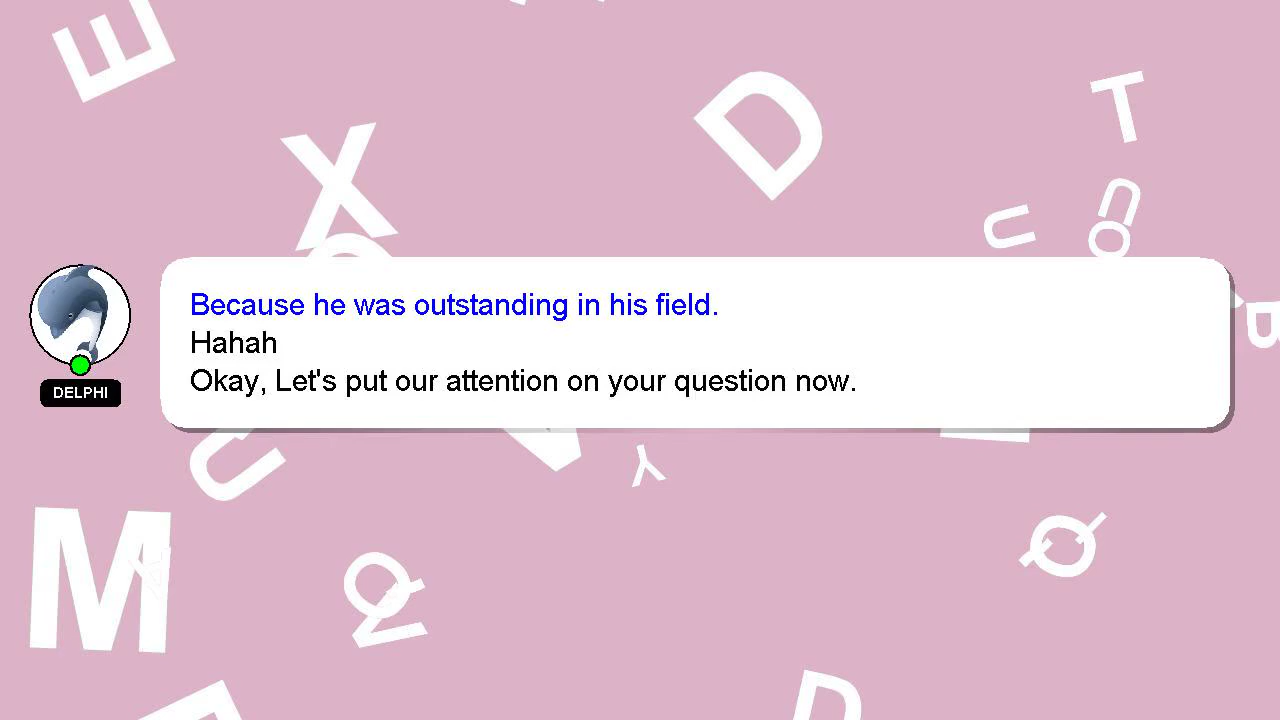 Because he was outstanding in his field.
Hahah
Okay, Let's put our attention on your question now.
DELPHI